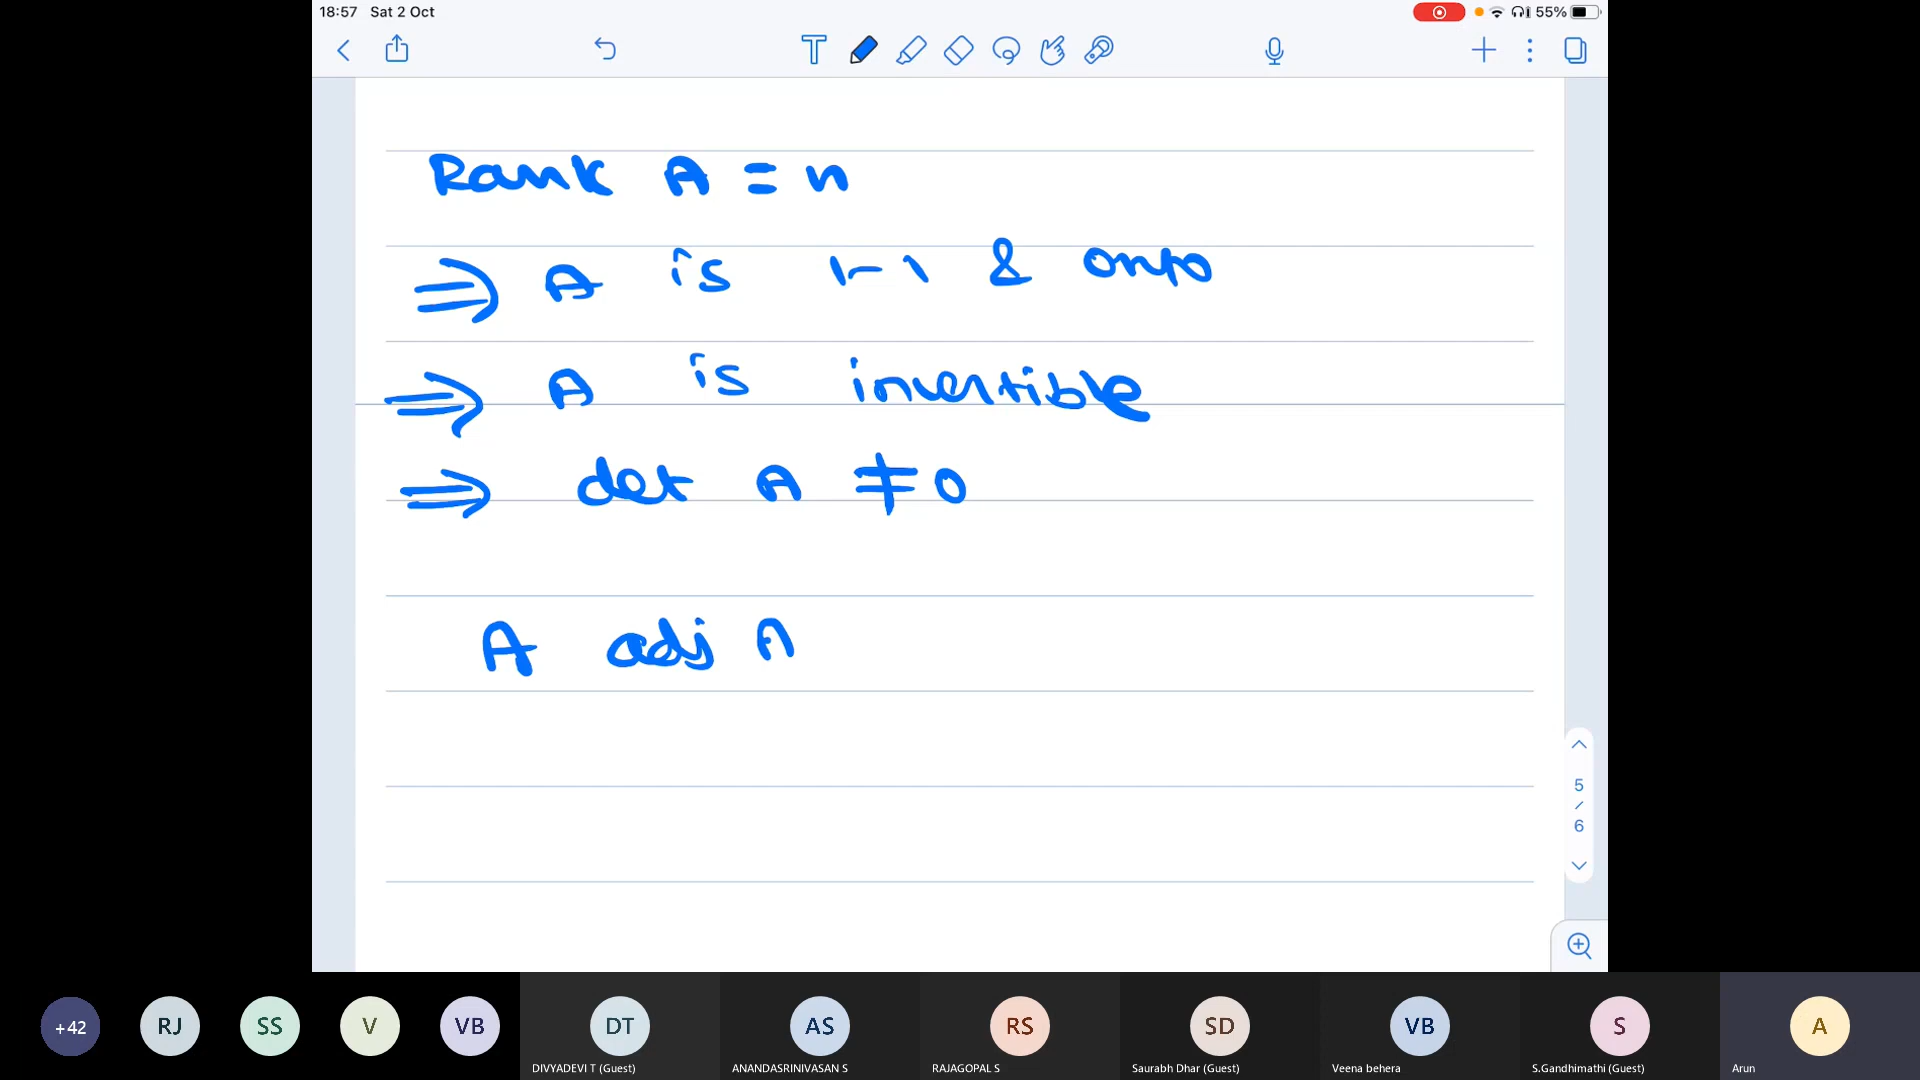 18:57 Sat 2 Oct 55%
T
Rank A = n
⇒ A is 1-1 & onto
⇒ A is invertible
⇒ det A ≠ 0
A adj A
5
/
6
+42 RJ SS V VB DT AS RS SD VB S A
DIVYADEVI T (Guest) ANANDASRINIVASAN S RAJAGOPAL S Saurabh Dhar (Guest) Veena behera S.Gandhimathi (Guest) Arun